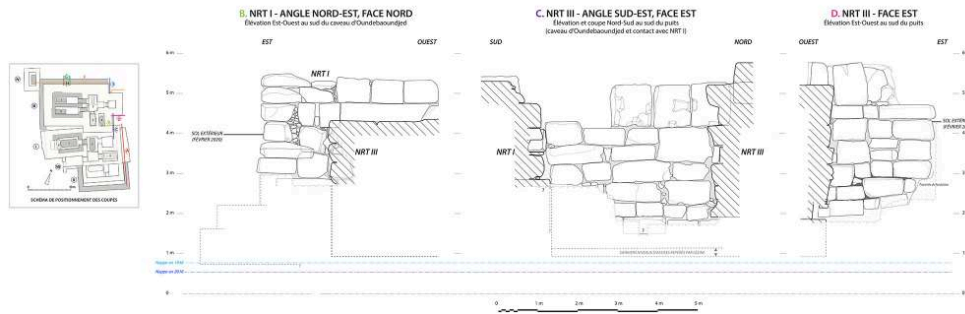 B. NRT I - ANGLE NORD-EST, FACE NORD
Élévation Est-Ouest au sud du caveau d'Oundebaoundjed
EST
OUEST
NRT I
NRT III
SOL EXTÉRIEUR
(FÉVRIER 2020)
6 m
5 m
4 m
3 m
2 m
1 m
0
C. NRT III - ANGLE SUD-EST, FACE EST
Élévation et coupe Nord-Sud au sud du puits
(caveau d'Oundebaoundjed et contact avec NRT I)
SUD
NORD
NRT I
NRT III
D. NRT III - FACE EST
Élévation Est-Ouest au sud du puits
OUEST
EST
SOL EXTÉ
(FÉVRIER 2
SCHÉMA DE POSITIONNEMENT DES COUPES
0 1 m 2 m 3 m 4 m 5 m